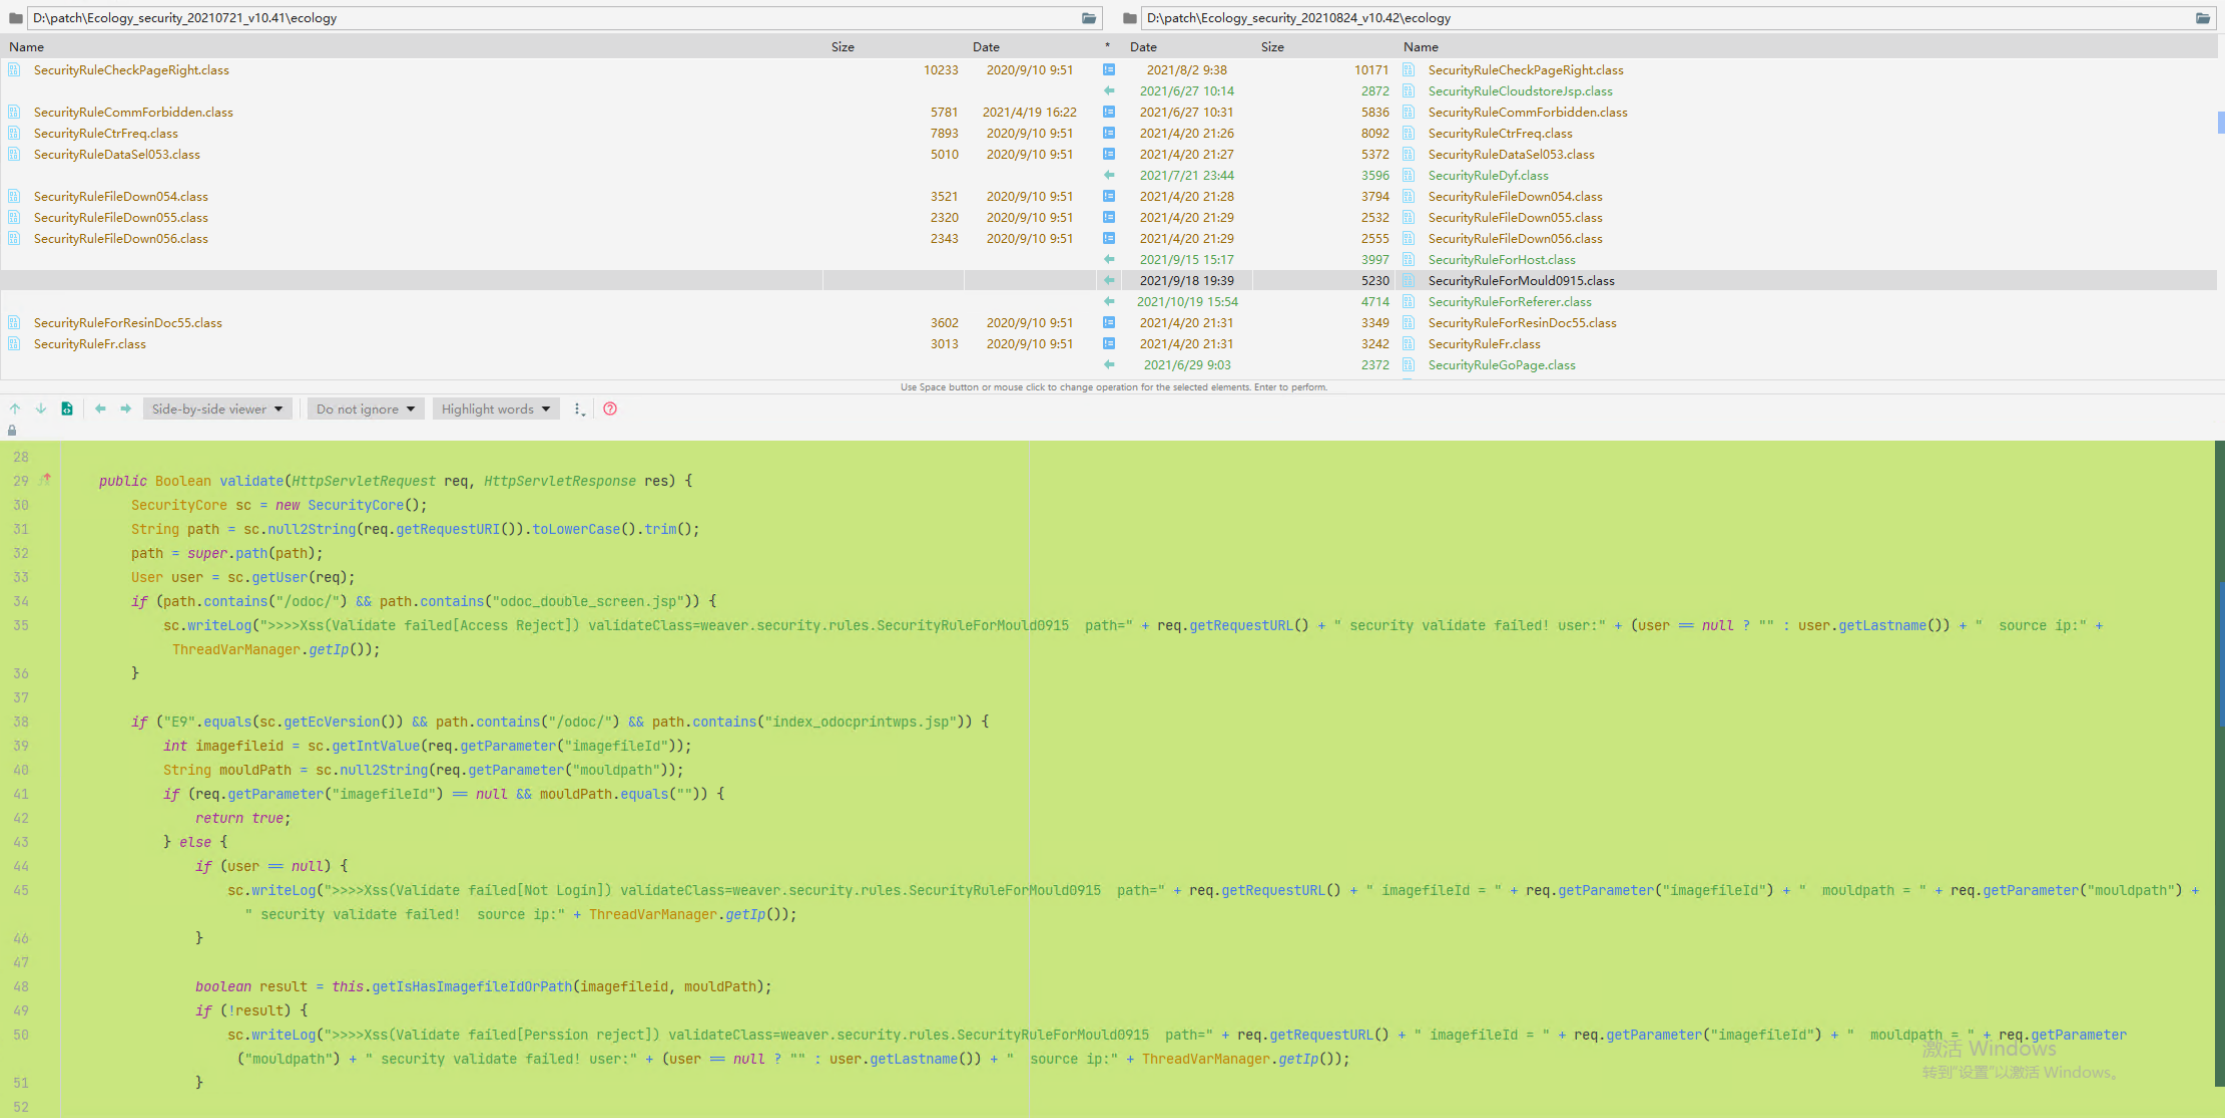 D:\patch\Ecology_security_20210721_v10.41\ecology D:\patch\Ecology_security_20210824_v10.42\ecology
Name Size Date * Date Size Name
SecurityRuleCheckPageRight.class 10233 2020/9/10 9:51 2021/8/2 9:38 10171 SecurityRuleCheckPageRight.class
2021/6/27 10:14 2872 SecurityRuleCloudstoreJsp.class
SecurityRuleCommForbidden.class 5781 2021/4/19 16:22 2021/6/27 10:31 5836 SecurityRuleCommForbidden.class
SecurityRuleCtrFreq.class 7893 2020/9/10 9:51 2021/4/20 21:26 8092 SecurityRuleCtrFreq.class
SecurityRuleDataSel053.class 5010 2020/9/10 9:51 2021/4/20 21:27 5372 SecurityRuleDataSel053.class
2021/7/21 23:44 3596 SecurityRuleDyf.class
SecurityRuleFileDown054.class 3521 2020/9/10 9:51 2021/4/20 21:28 3794 SecurityRuleFileDown054.class
SecurityRuleFileDown055.class 2320 2020/9/10 9:51 2021/4/20 21:29 2532 SecurityRuleFileDown055.class
SecurityRuleFileDown056.class 2343 2020/9/10 9:51 2021/4/20 21:29 2555 SecurityRuleFileDown056.class
2021/9/15 15:17 3997 SecurityRuleForHost.class
2021/9/18 19:39 5230 SecurityRuleForMould0915.class
2021/10/19 15:54 4714 SecurityRuleForReferer.class
SecurityRuleForResinDoc55.class 3602 2020/9/10 9:51 2021/4/20 21:31 3349 SecurityRuleForResinDoc55.class
SecurityRuleFr.class 3013 2020/9/10 9:51 2021/4/20 21:31 3242 SecurityRuleFr.class
2021/6/29 9:03 2372 SecurityRuleGoPage.class
Use Space button or mouse click to change operation for the selected elements. Enter to perform.
Side-by-side viewer Do not ignore Highlight words
28
29 public Boolean validate(HttpServletRequest req, HttpServletResponse res) {
30 SecurityCore sc = new SecurityCore();
31 String path = sc.null2String(req.getRequestURI()).toLowerCase().trim();
32 path = super.path(path);
33 User user = sc.getUser(req);
34 if (path.contains("/odoc/") && path.contains("odoc_double_screen.jsp")) {
35 sc.writeLog(">>>>Xss(Validate failed[Access Reject]) validateClass=weaver.security.rules.SecurityRuleForMould0915  path=" + req.getRequestURL() + " security validate failed! user:" + (user == null ? "" : user.getLastname()) + "  source ip:" +
ThreadVarManager.getIp());
36 }
37
38 if ("E9".equals(sc.getEcVersion()) && path.contains("/odoc/") && path.contains("index_odocprintwps.jsp")) {
39 int imagefileid = sc.getIntValue(req.getParameter("imagefileId"));
40 String mouldPath = sc.null2String(req.getParameter("mouldpath"));
41 if (req.getParameter("imagefileId") == null && mouldPath.equals("")) {
42 return true;
43 } else {
44 if (user == null) {
45 sc.writeLog(">>>>Xss(Validate failed[Not Login]) validateClass=weaver.security.rules.SecurityRuleForMould0915  path=" + req.getRequestURL() + " imagefileId = " + req.getParameter("imagefileId") + "  mouldpath = " + req.getParameter("mouldpath") +
" security validate failed!  source ip:" + ThreadVarManager.getIp());
46 }
47
48 boolean result = this.getIsHasImagefileIdOrPath(imagefileid, mouldPath);
49 if (!result) {
50 sc.writeLog(">>>>Xss(Validate failed[Perssion reject]) validateClass=weaver.security.rules.SecurityRuleForMould0915  path=" + req.getRequestURL() + " imagefileId = " + req.getParameter("imagefileId") + "  mouldpath = " + req.getParameter
("mouldpath") + " security validate failed! user:" + (user == null ? "" : user.getLastname()) + "  source ip:" + ThreadVarManager.getIp());
激活 Windows
转到"设置"以激活 Windows。
51 }
52